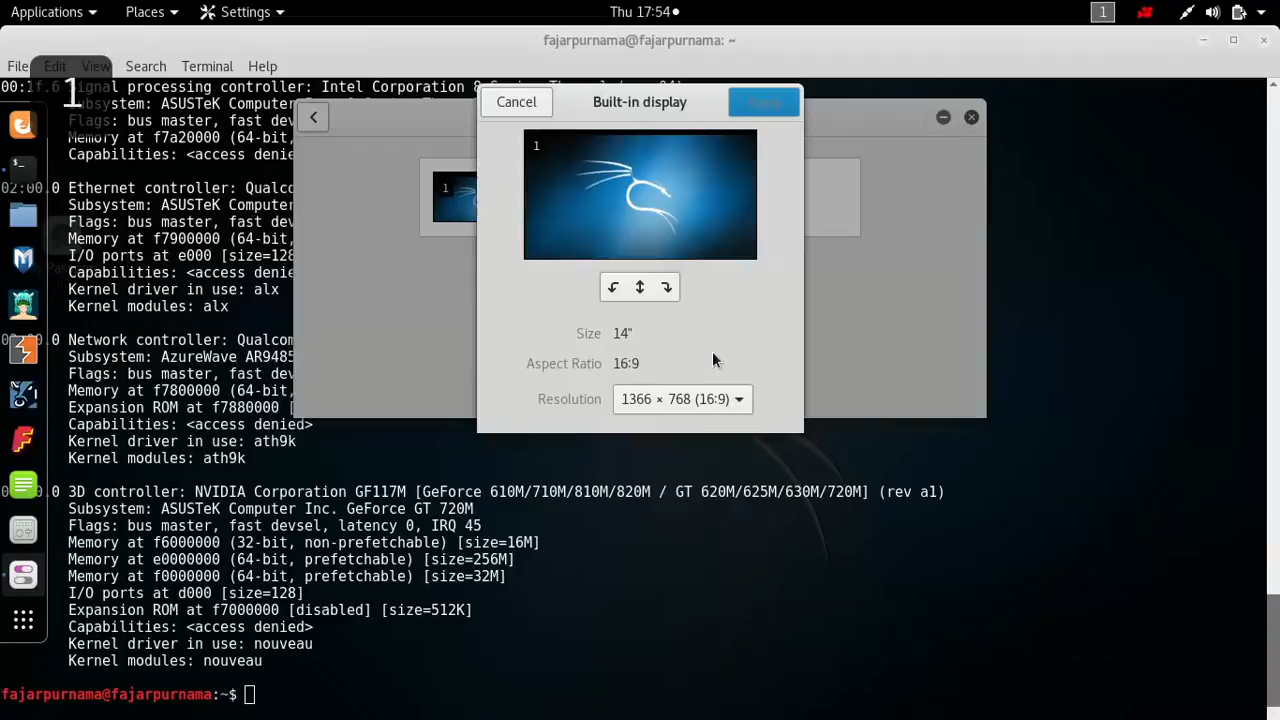 Applications Places Settings Thu 17:54 1
fajarpurnama@fajarpurnama: ~
File Edit View Search Terminal Help
1
Cancel Built-in display
1
1
Size 14"
Aspect Ratio 16:9
Resolution 1366 × 768 (16:9)
processing controller: Intel Corporation
ASUSTeK Computer
Flags: bus master, fast dev
Memory at f7a20000 (64-bit,
Capabilities: <access denie
02:00.0 Ethernet controller: Qualco
Subsystem: ASUSTeK Computer
Flags: bus master, fast dev
Memory at f7900000 (64-bit,
I/O ports at e000 [size=128
Capabilities: <access denie
Kernel driver in use: alx
Kernel modules: alx
Network controller: Qualcom
Subsystem: AzureWave AR9485
Flags: bus master, fast dev
Memory at f7800000 (64-bit,
Expansion ROM at f7880000 [
Capabilities: <access denied>
Kernel driver in use: ath9k
Kernel modules: ath9k
3D controller: NVIDIA Corporation GF117M [GeForce 610M/710M/810M/820M / GT 620M/625M/630M/720M] (rev a1)
Subsystem: ASUSTeK Computer Inc. GeForce GT 720M
Flags: bus master, fast devsel, latency 0, IRQ 45
Memory at f6000000 (32-bit, non-prefetchable) [size=16M]
Memory at e0000000 (64-bit, prefetchable) [size=256M]
Memory at f0000000 (64-bit, prefetchable) [size=32M]
I/O ports at d000 [size=128]
Expansion ROM at f7000000 [disabled] [size=512K]
Capabilities: <access denied>
Kernel driver in use: nouveau
Kernel modules: nouveau
fajarpurnama@fajarpurnama:~$